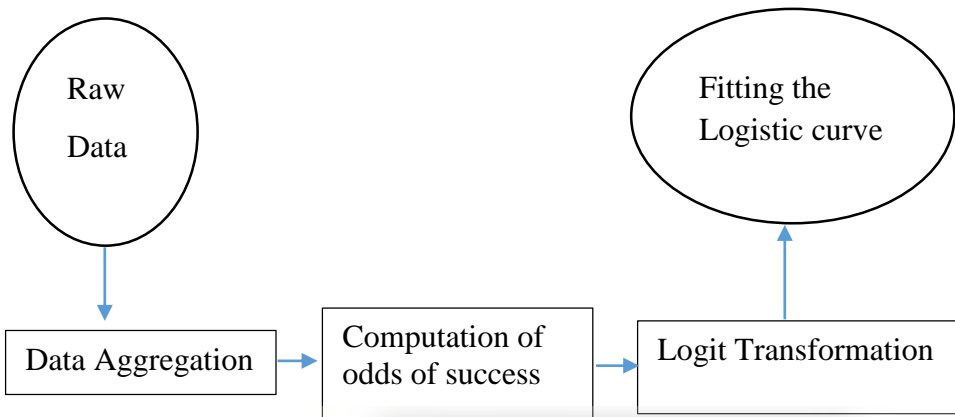 Raw
Data
Fitting the
Logistic curve
Data Aggregation
Computation of
odds of success
Logit Transformation